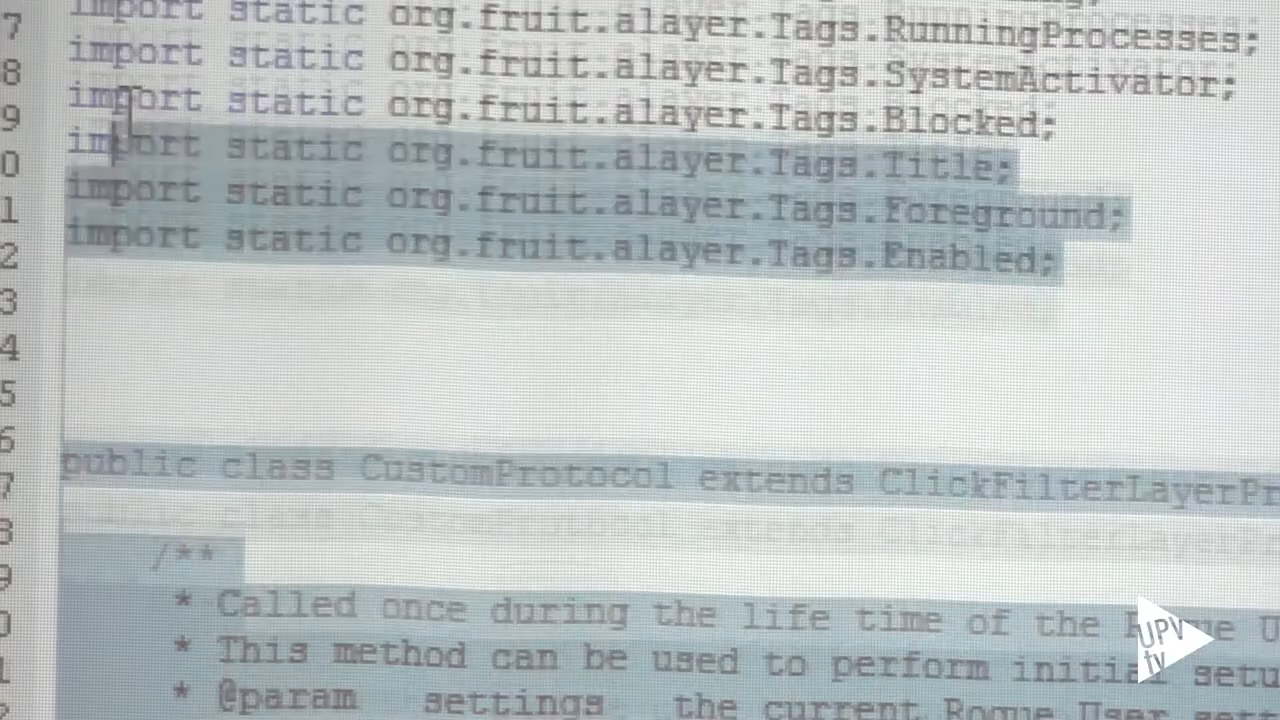 7 import static org.fruit.alayer.Tags.RunningProcesses;
8 import static org.fruit.alayer.Tags.SystemActivator;
9 import static org.fruit.alayer.Tags.Blocked;
0 import static org.fruit.alayer.Tags.Title;
1 import static org.fruit.alayer.Tags.Foreground;
2 import static org.fruit.alayer.Tags.Enabled;
3
4
5
6
7 public class CustomProtocol extends ClickFilterLayerPr
8
9 /**
0 * Called once during the life time of the Rogue U
1 * This method can be used to perform initial setu
2 * @param settings the current Rogue User sett
UPV
tv